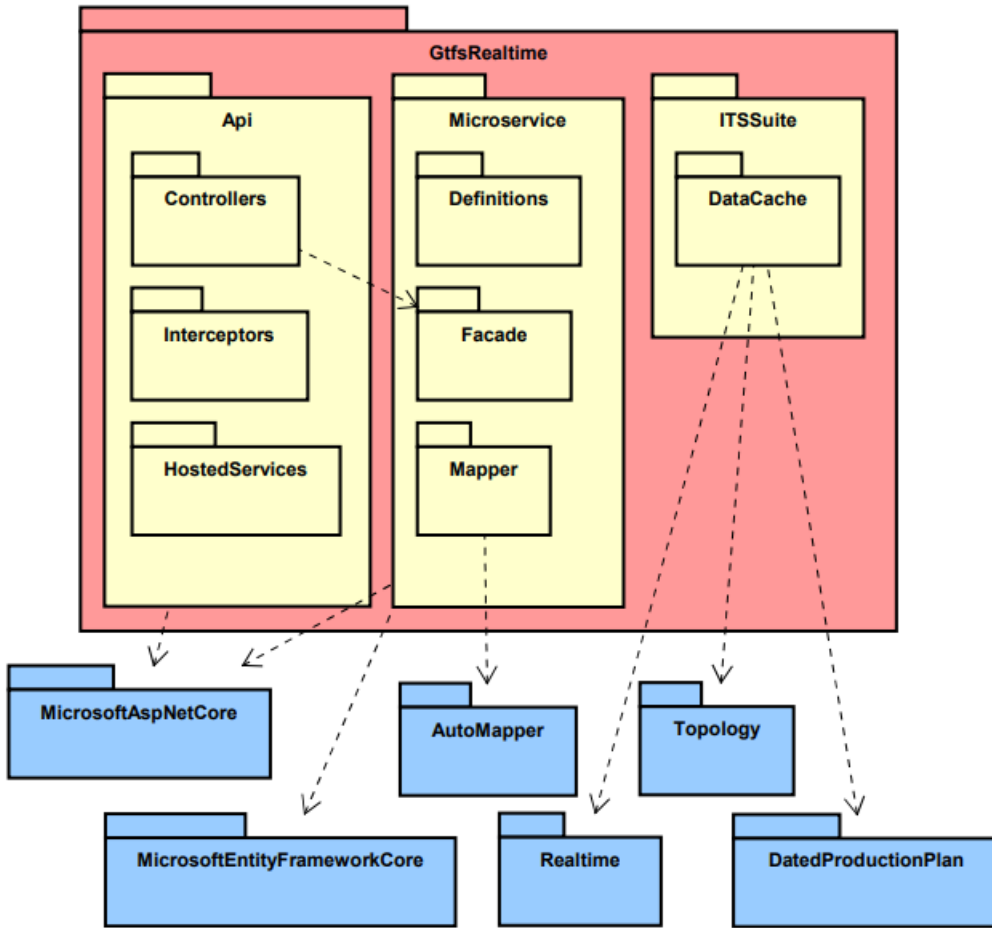 GtfsRealtime
Api
Microservice
ITSSuite
Controllers
Definitions
DataCache
Interceptors
Facade
HostedServices
Mapper
MicrosoftAspNetCore
AutoMapper
Topology
MicrosoftEntityFrameworkCore
Realtime
DatedProductionPlan